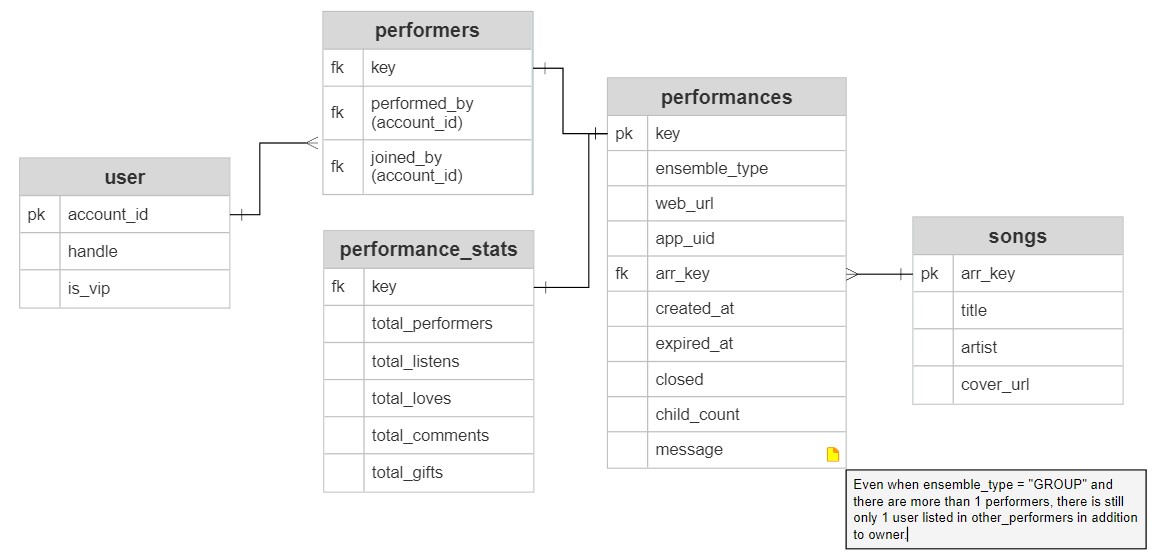 performers
fk key
fk performed_by
(account_id)
fk joined_by
(account_id)
user
pk account_id
handle
is_vip
performance_stats
fk key
total_performers
total_listens
total_loves
total_comments
total_gifts
performances
pk key
ensemble_type
web_url
app_uid
fk arr_key
created_at
expired_at
closed
child_count
message
songs
pk arr_key
title
artist
cover_url
Even when ensemble_type = "GROUP" and
there are more than 1 performers, there is still
only 1 user listed in other_performers in addition
to owner.